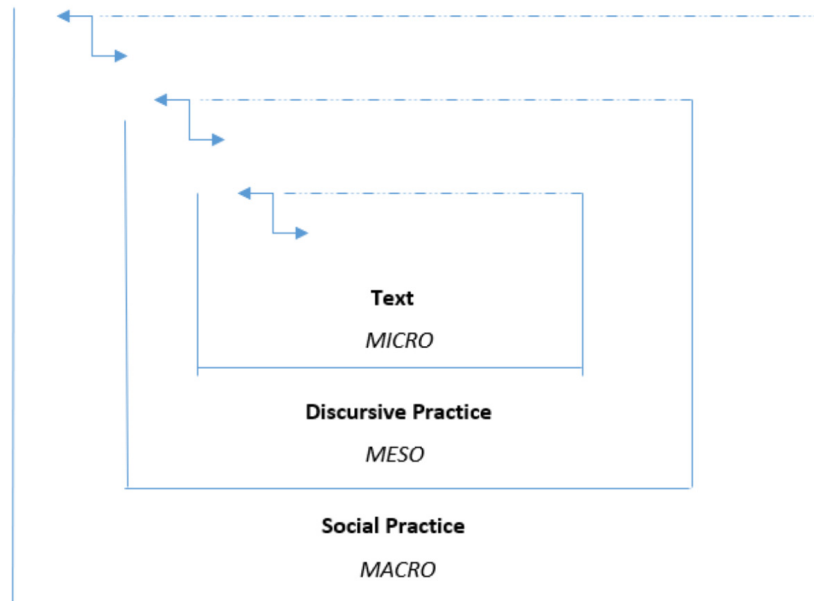 Text
MICRO
Discursive Practice
MESO
Social Practice
MACRO